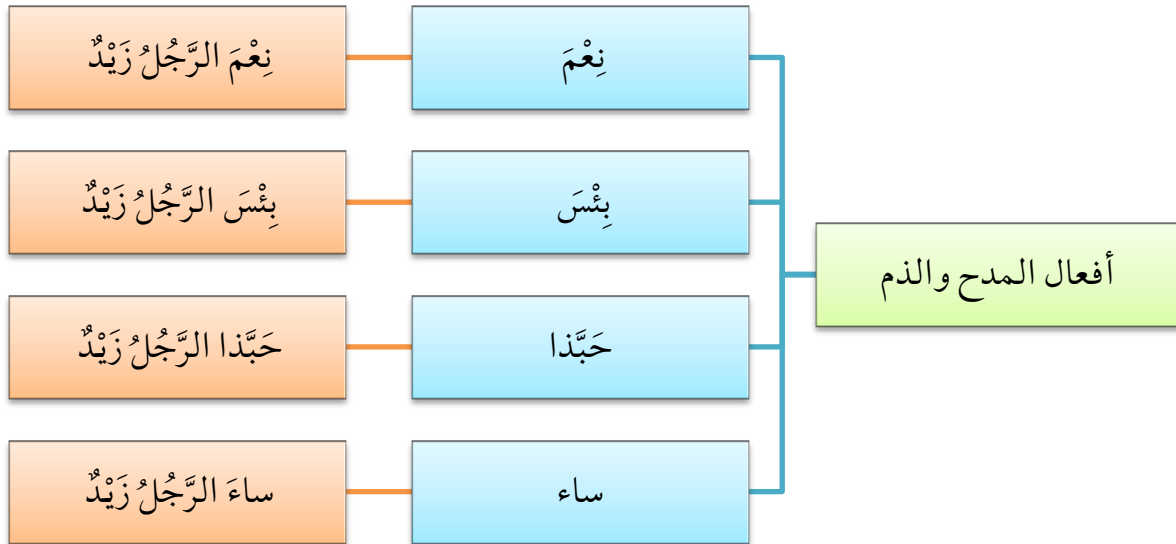 أفعال المدح والذم
نِعْمَ
نِعْمَ الرَّجُلُ زَيْدٌ
بِئْسَ
بِئْسَ الرَّجُلُ زَيْدٌ
حَبَّذا
حَبَّذا الرَّجُلُ زَيْدٌ
ساء
ساءَ الرَّجُلُ زَيْدٌ